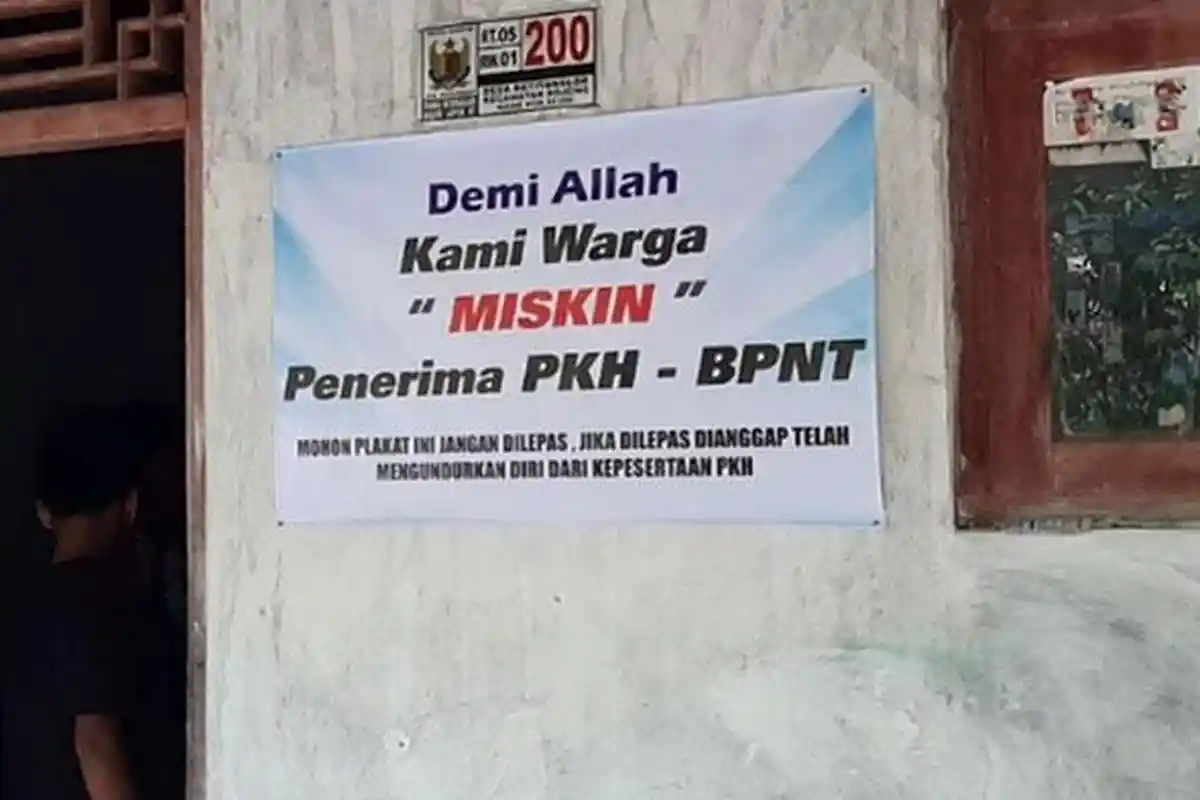 RT.05
RW.01
200
Demi Allah
Kami Warga
" MISKIN "
Penerima PKH - BPNT
MOHON PLAKAT INI JANGAN DILEPAS , JIKA DILEPAS DIANGGAP TELAH
MENGUNDURKAN DIRI DARI KEPESERTAAN PKH